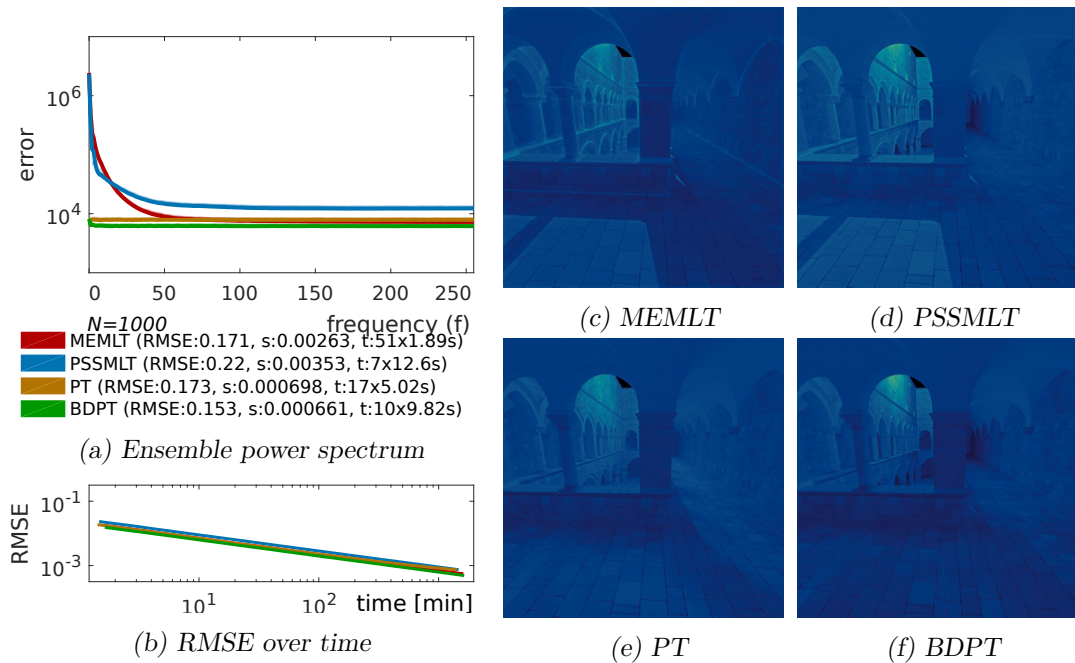 10^6
10^4
error
0 50 100 150 200 250
N=1000 frequency (f)
MEMLT (RMSE:0.171, s:0.00263, t:51x1.89s)
PSSMLT (RMSE:0.22, s:0.00353, t:7x12.6s)
PT (RMSE:0.173, s:0.000698, t:17x5.02s)
BDPT (RMSE:0.153, s:0.000661, t:10x9.82s)
(a) Ensemble power spectrum
10^-1
10^-3
RMSE
10^1 10^2 time [min]
(b) RMSE over time
(c) MEMLT
(d) PSSMLT
(e) PT
(f) BDPT